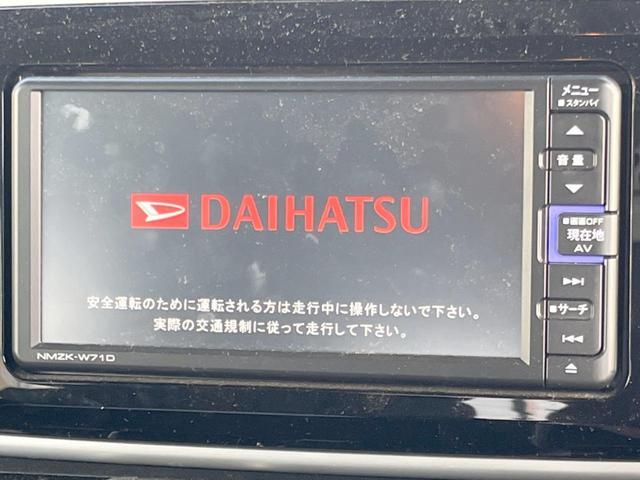 メニュー
スタンバイ
音量
画面OFF
現在地
AV
サーチ
DAIHATSU
安全運転のために運転される方は走行中に操作しないで下さい。
実際の交通規制に従って走行して下さい。
NMZK-W71D